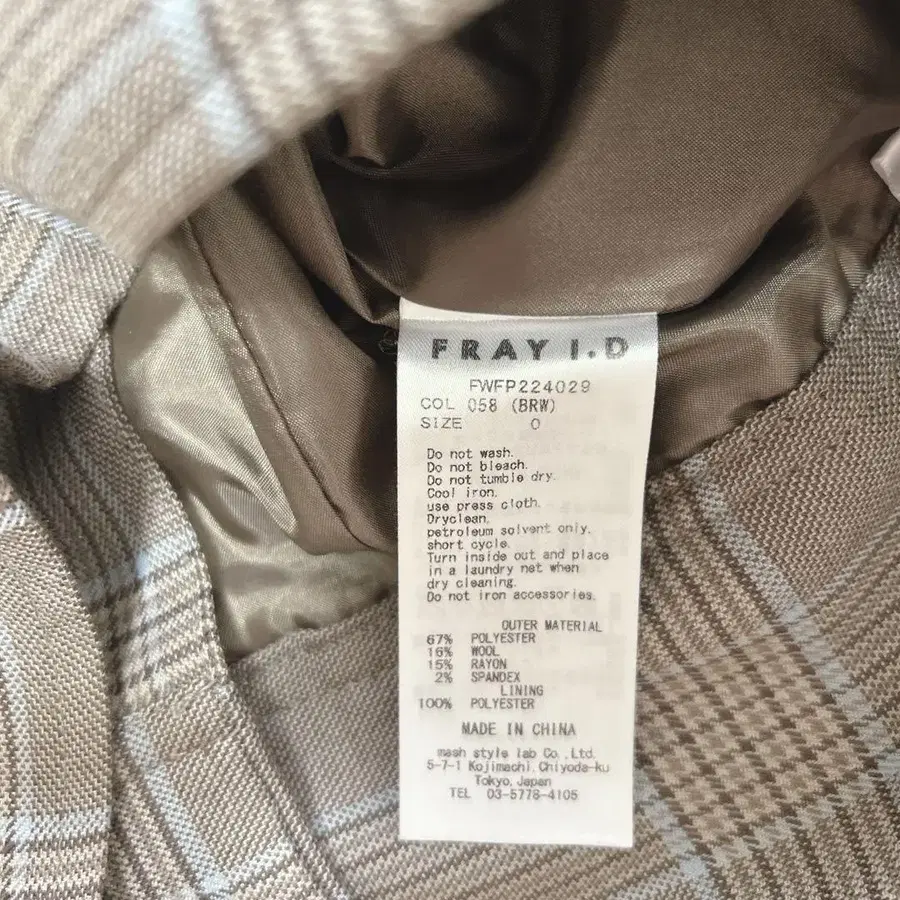 FRAY I.D
FWFP224029
COL 058 (BRW)
SIZE 0
Do not wash.
Do not bleach.
Do not tumble dry.
Cool iron.
use press cloth.
Dryclean.
petroleum solvent only.
short cycle.
Turn inside out and place
in a laundry net when
dry cleaning.
Do not iron accessories.
OUTER MATERIAL
67% POLYESTER
16% WOOL
15% RAYON
2% SPANDEX
LINING
100% POLYESTER
MADE IN CHINA
mash style lab Co.,Ltd.
5-7-1 Kojimachi,Chiyoda-ku
Tokyo,Japan
TEL 03-5778-4105